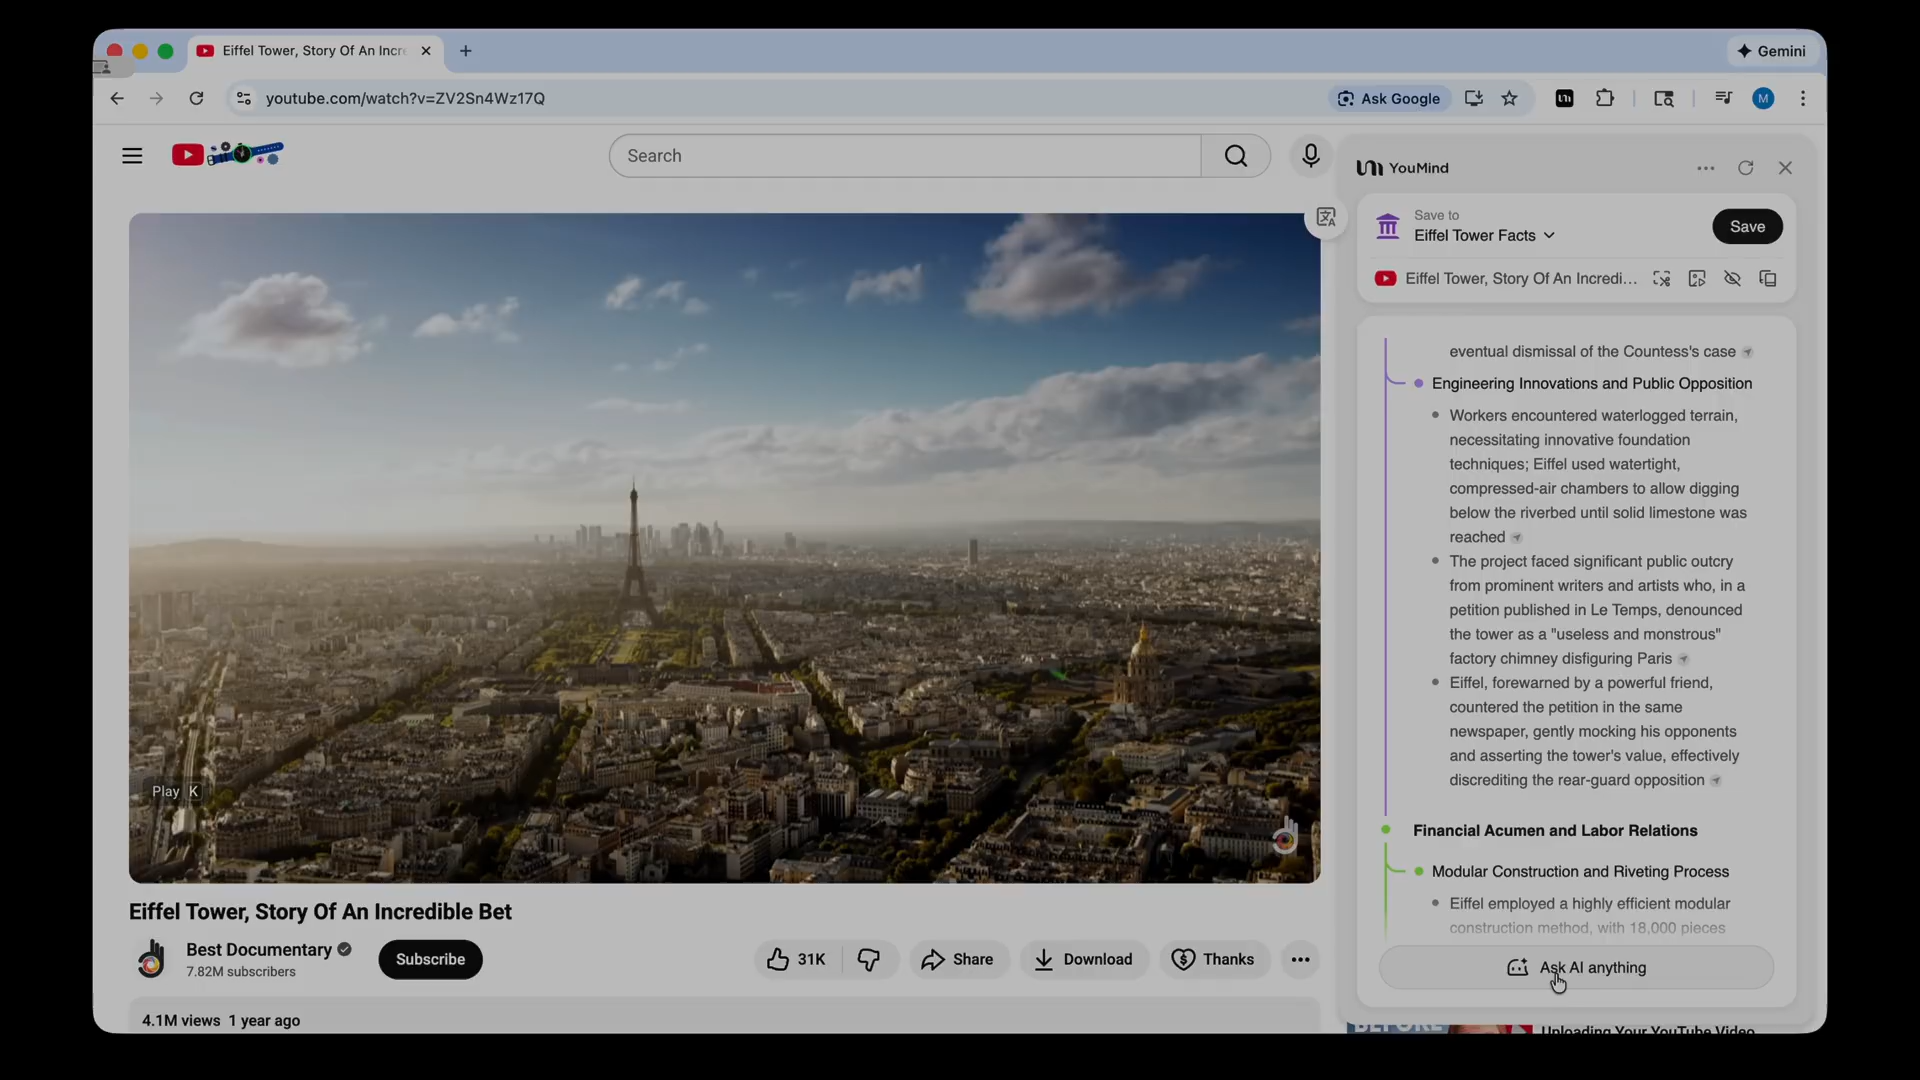 Eiffel Tower, Story Of An Incre
Gemini
youtube.com/watch?v=ZV2Sn4Wz17Q
Ask Google
M
Search
YouMind
Save to
Eiffel Tower Facts
Save
Eiffel Tower, Story Of An Incredi...
eventual dismissal of the Countess's case
Engineering Innovations and Public Opposition
Workers encountered waterlogged terrain,
necessitating innovative foundation
techniques; Eiffel used watertight,
compressed-air chambers to allow digging
below the riverbed until solid limestone was
reached
The project faced significant public outcry
from prominent writers and artists who, in a
petition published in Le Temps, denounced
the tower as a "useless and monstrous"
factory chimney disfiguring Paris
Eiffel, forewarned by a powerful friend,
countered the petition in the same
newspaper, gently mocking his opponents
and asserting the tower's value, effectively
discrediting the rear-guard opposition
Financial Acumen and Labor Relations
Modular Construction and Riveting Process
Eiffel employed a highly efficient modular
construction method, with 18,000 pieces
Ask AI anything
Play K
Eiffel Tower, Story Of An Incredible Bet
Best Documentary
7.82M subscribers
Subscribe
31K
Share
Download
Thanks
4.1M views 1 year ago
BEFORE
Uploading Your YouTube Video